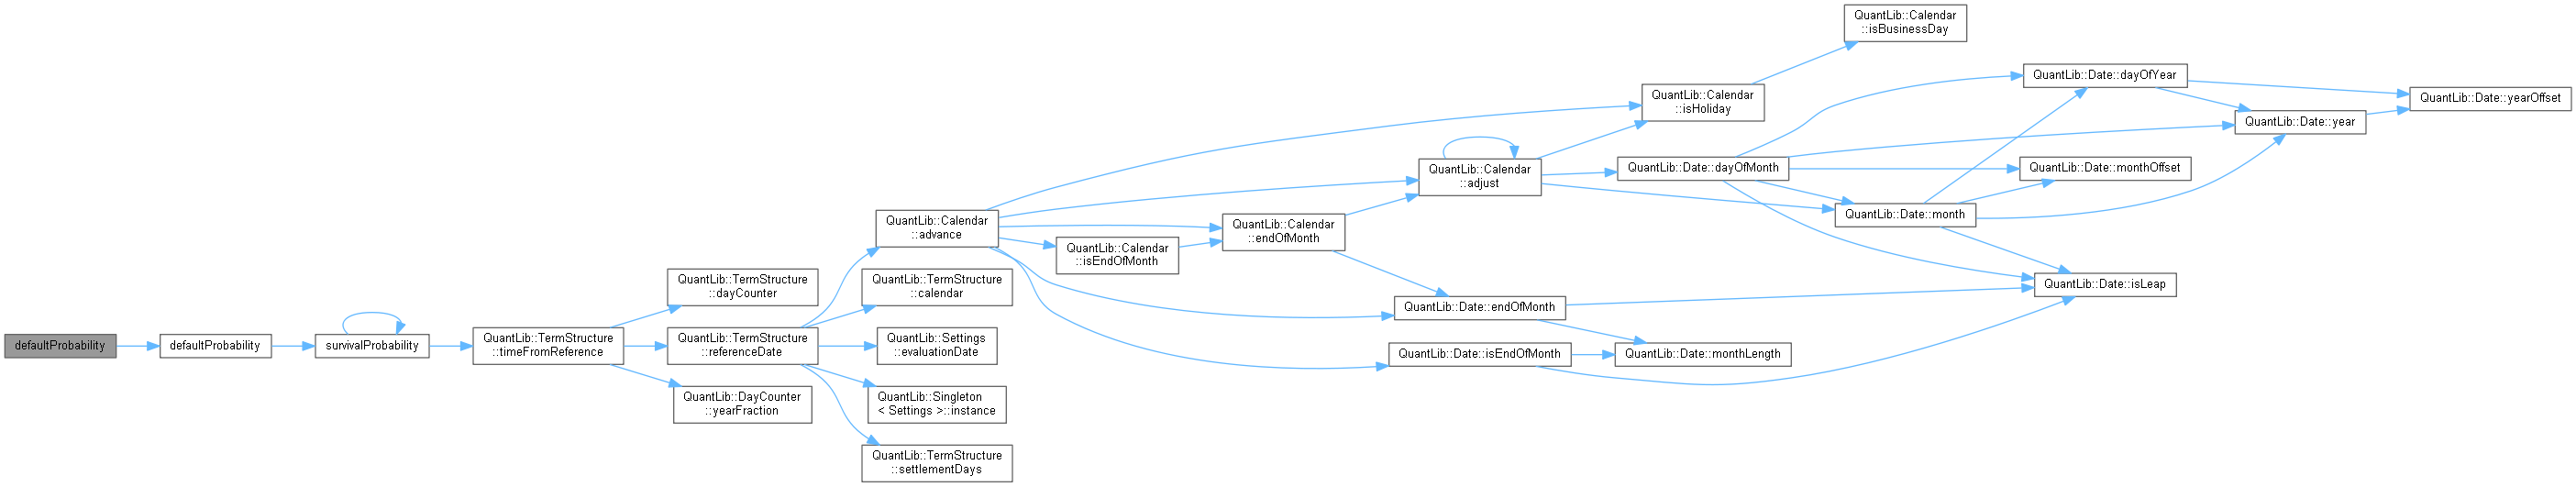 defaultProbability
defaultProbability
survivalProbability
QuantLib::TermStructure
::timeFromReference
QuantLib::TermStructure
::dayCounter
QuantLib::TermStructure
::referenceDate
QuantLib::DayCounter
::yearFraction
QuantLib::Calendar
::advance
QuantLib::TermStructure
::calendar
QuantLib::Settings
::evaluationDate
QuantLib::Singleton
< Settings >::instance
QuantLib::TermStructure
::settlementDays
QuantLib::Calendar
::isEndOfMonth
QuantLib::Calendar
::endOfMonth
QuantLib::Calendar
::adjust
QuantLib::Date::endOfMonth
QuantLib::Date::isEndOfMonth
QuantLib::Calendar
::isHoliday
QuantLib::Calendar
::isBusinessDay
QuantLib::Date::dayOfMonth
QuantLib::Date::monthLength
QuantLib::Date::month
QuantLib::Date::dayOfYear
QuantLib::Date::monthOffset
QuantLib::Date::isLeap
QuantLib::Date::year
QuantLib::Date::yearOffset